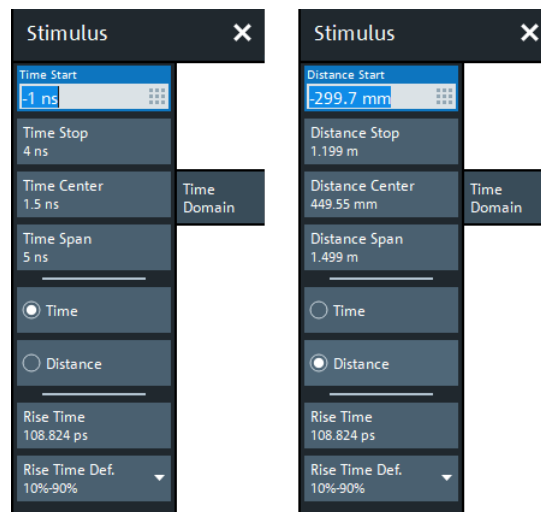 Stimulus
Time Start
-1 ns
Time Stop
4 ns
Time Center
1.5 ns
Time Span
5 ns
Time
Distance
Rise Time
108.824 ps
Rise Time Def.
10%-90%
Time
Domain
Stimulus
Distance Start
-299.7 mm
Distance Stop
1.199 m
Distance Center
449.55 mm
Distance Span
1.499 m
Time
Distance
Rise Time
108.824 ps
Rise Time Def.
10%-90%
Time
Domain